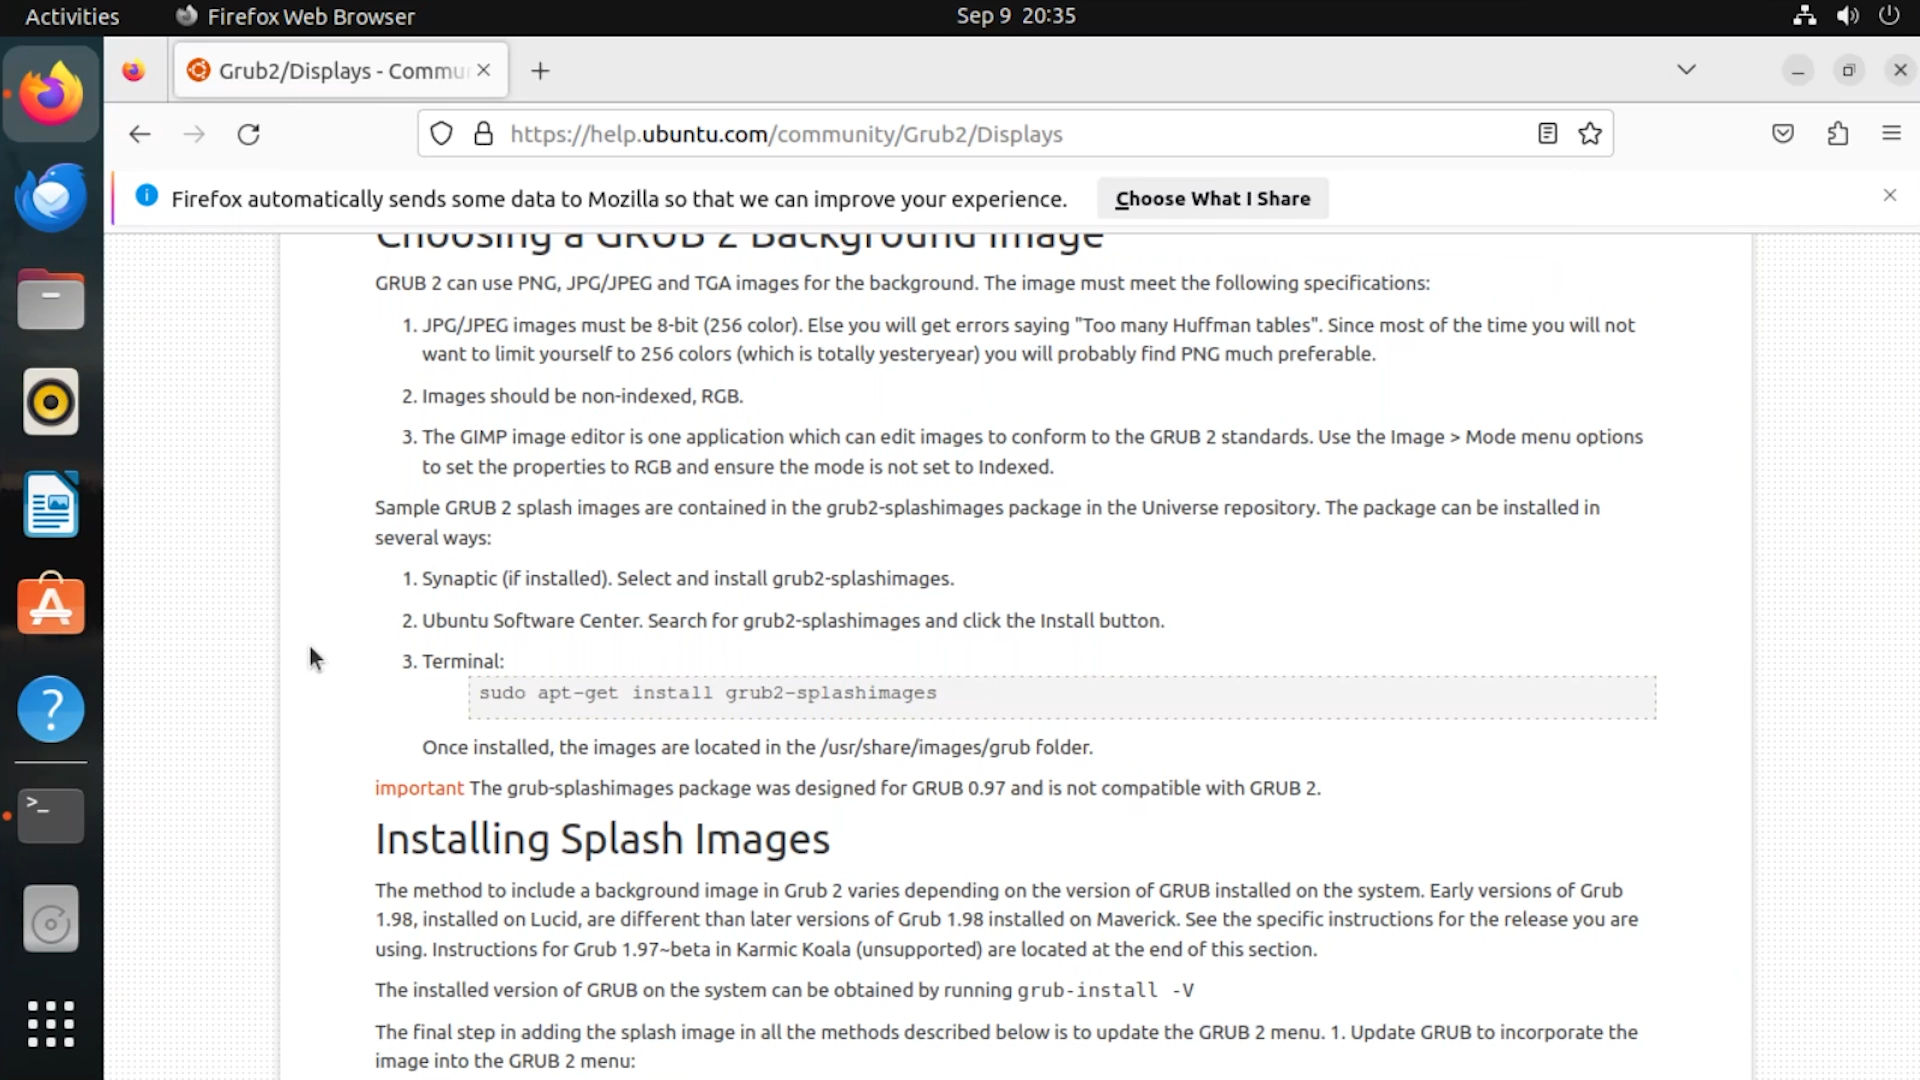 Activities
Firefox Web Browser
Sep 9 20:35
Grub2/Displays - Commu
https://help.ubuntu.com/community/Grub2/Displays
Firefox automatically sends some data to Mozilla so that we can improve your experience.
Choose What I Share
Choosing a GRUB 2 Background Image
GRUB 2 can use PNG, JPG/JPEG and TGA images for the background. The image must meet the following specifications:
1. JPG/JPEG images must be 8-bit (256 color). Else you will get errors saying "Too many Huffman tables". Since most of the time you will not
want to limit yourself to 256 colors (which is totally yesteryear) you will probably find PNG much preferable.
2. Images should be non-indexed, RGB.
3. The GIMP image editor is one application which can edit images to conform to the GRUB 2 standards. Use the Image > Mode menu options
to set the properties to RGB and ensure the mode is not set to Indexed.
Sample GRUB 2 splash images are contained in the grub2-splashimages package in the Universe repository. The package can be installed in
several ways:
1. Synaptic (if installed). Select and install grub2-splashimages.
2. Ubuntu Software Center. Search for grub2-splashimages and click the Install button.
3. Terminal:
sudo apt-get install grub2-splashimages
Once installed, the images are located in the /usr/share/images/grub folder.
important The grub-splashimages package was designed for GRUB 0.97 and is not compatible with GRUB 2.
Installing Splash Images
The method to include a background image in Grub 2 varies depending on the version of GRUB installed on the system. Early versions of Grub
1.98, installed on Lucid, are different than later versions of Grub 1.98 installed on Maverick. See the specific instructions for the release you are
using. Instructions for Grub 1.97~beta in Karmic Koala (unsupported) are located at the end of this section.
The installed version of GRUB on the system can be obtained by running grub-install -V
The final step in adding the splash image in all the methods described below is to update the GRUB 2 menu. 1. Update GRUB to incorporate the
image into the GRUB 2 menu: